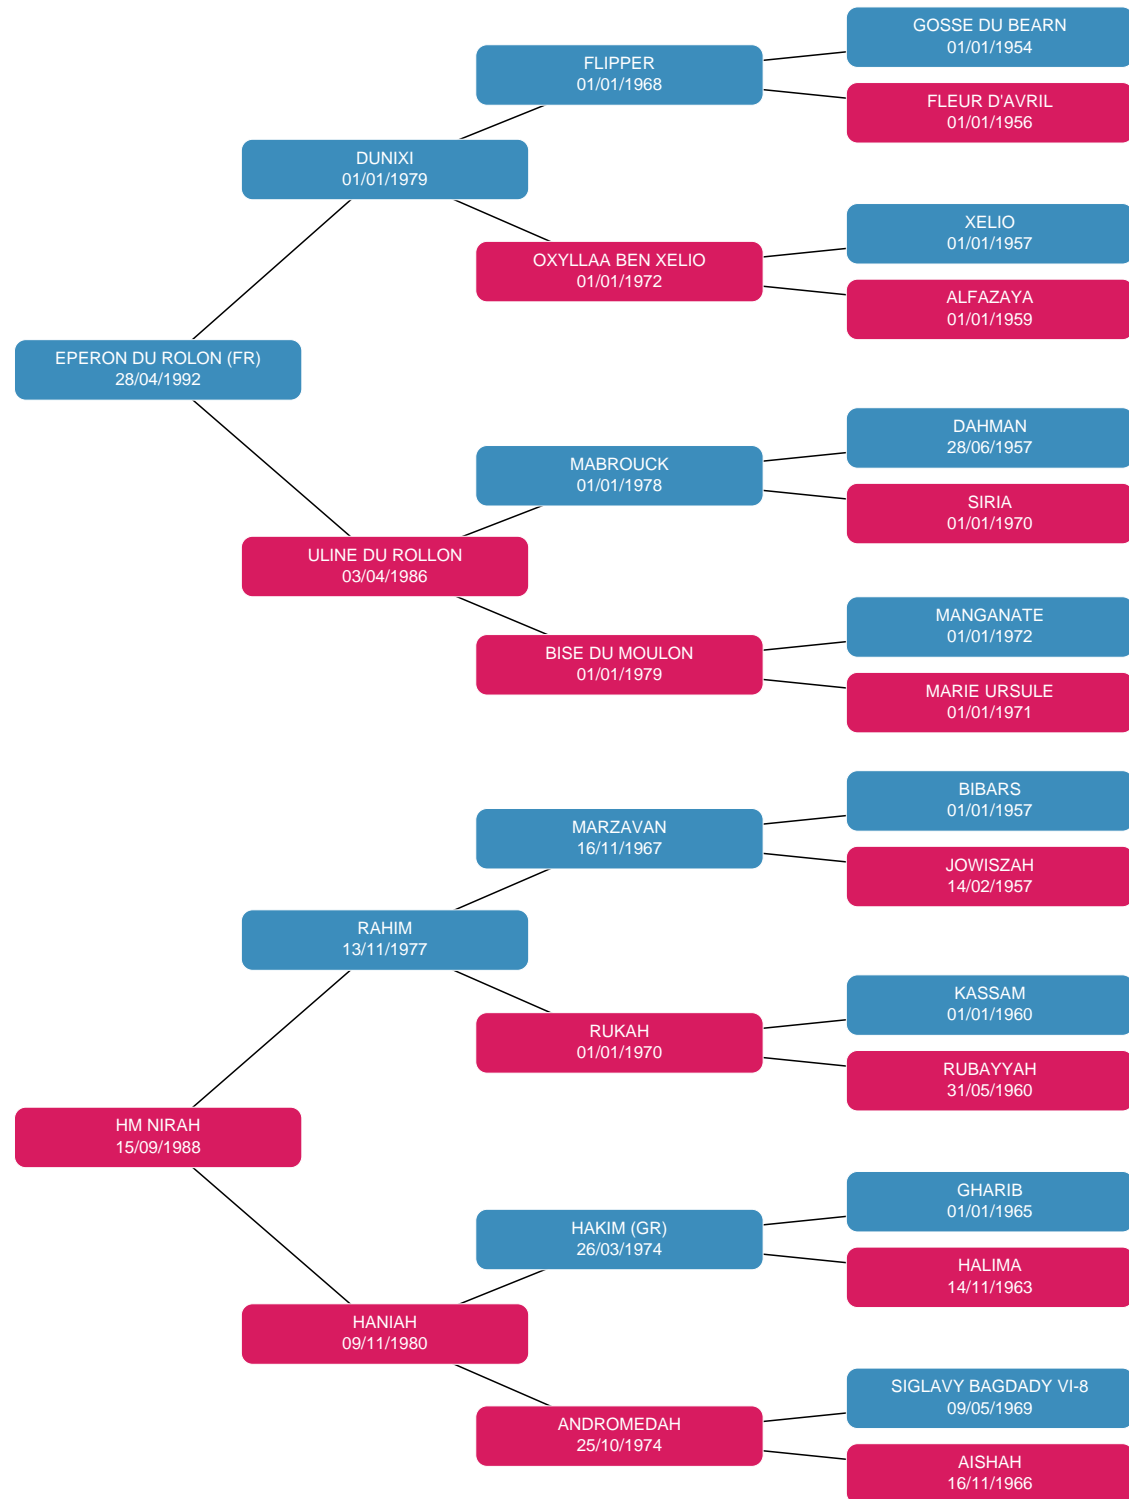 GOSSE DU BEARN
01/01/1954
FLIPPER
01/01/1968
FLEUR D'AVRIL
01/01/1956
DUNIXI
01/01/1979
XELIO
01/01/1957
OXYLLAA BEN XELIO
01/01/1972
ALFAZAYA
01/01/1959
EPERON DU ROLON (FR)
28/04/1992
DAHMAN
28/06/1957
MABROUCK
01/01/1978
SIRIA
01/01/1970
ULINE DU ROLLON
03/04/1986
MANGANATE
01/01/1972
BISE DU MOULON
01/01/1979
MARIE URSULE
01/01/1971
BIBARS
01/01/1957
MARZAVAN
16/11/1967
JOWISZAH
14/02/1957
RAHIM
13/11/1977
KASSAM
01/01/1960
RUKAH
01/01/1970
RUBAYYAH
31/05/1960
HM NIRAH
15/09/1988
GHARIB
01/01/1965
HAKIM (GR)
26/03/1974
HALIMA
14/11/1963
HANIAH
09/11/1980
SIGLAVY BAGDADY VI-8
09/05/1969
ANDROMEDAH
25/10/1974
AISHAH
16/11/1966